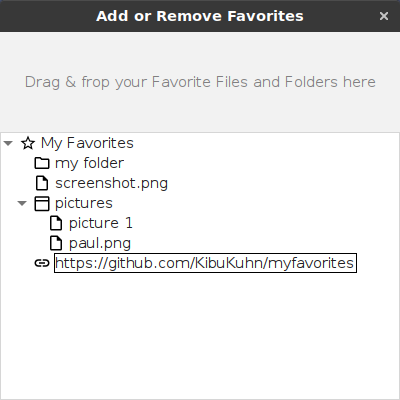 Add or Remove Favorites
Drag & frop your Favorite Files and Folders here
My Favorites
my folder
screenshot.png
pictures
picture 1
paul.png
https://github.com/KibuKuhn/myfavorites